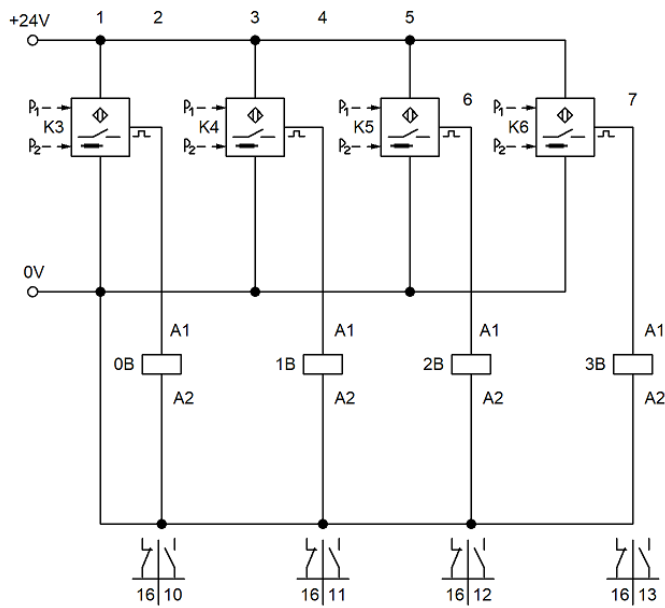 +24V 1 2 3 4 5
p1 p1 p1 6 p1 7
K3 K4 K5 K6
p2 p2 p2 p2
0V
A1 A1 A1 A1
0B 1B 2B 3B
A2 A2 A2 A2
16 10 16 11 16 12 16 13